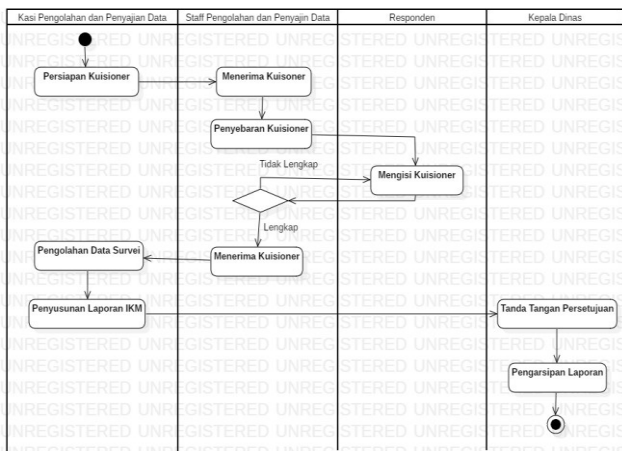 Kasi Pengolahan dan Penyajian Data
Staff Pengolahan dan Penyajin Data
Responden
Kepala Dinas
Persiapan Kuisioner
Menerima Kuisoner
Penyebaran Kuisioner
Tidak Lengkap
Mengisi Kuisioner
Lengkap
Pengolahan Data Survei
Menerima Kuisioner
Penyusunan Laporan IKM
Tanda Tangan Persetujuan
Pengarsipan Laporan
UNREGISTERED